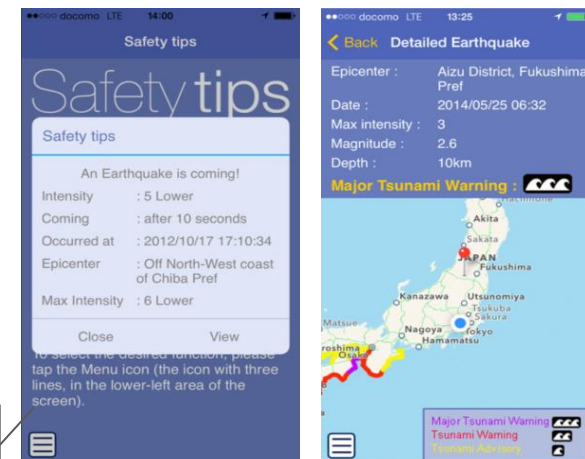 docomo LTE 14:00
Safety tips
Safety tips
Safety tips
An Earthquake is coming!
Intensity : 5 Lower
Coming : after 10 seconds
Occurred at : 2012/10/17 17:10:34
Epicenter : Off North-West coast
of Chiba Pref
Max Intensity : 6 Lower
Close View
To select the desired function, please
tap the Menu icon (the icon with three
lines, in the lower-left area of the
screen).
docomo LTE 13:25
Back Detailed Earthquake
Epicenter : Aizu District, Fukushima
Pref
Date : 2014/05/25 06:32
Max intensity : 3
Magnitude : 2.6
Depth : 10km
Major Tsunami Warning :
Akita
Sakata
JAPAN
Fukushima
Kanazawa Utsunomiya
Tsukuba
Sakura
Matsue Nagoya Tokyo
Hamamatsu
roshima Osaka
Major Tsunami Warning
Tsunami Warning
Tsunami Advisory